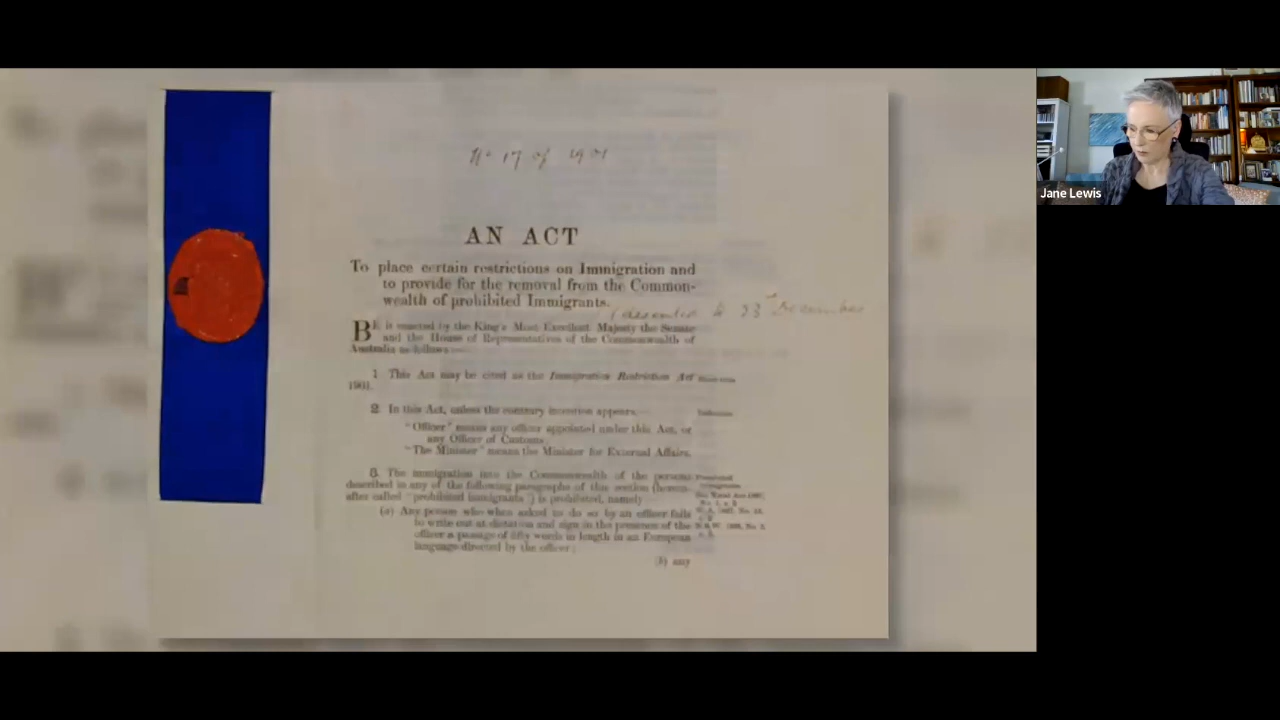 No 17 of 1901
AN ACT
To place certain restrictions on Immigration and
to provide for the removal from the Common-
wealth of prohibited Immigrants.
(Assented to 23rd December
BE it enacted by the King's Most Excellent Majesty the Senate
and the House of Representatives of the Commonwealth of
Australia as follows:—
1. This Act may be cited as the Immigration Restriction Act
1901.
2. In this Act, unless the contrary intention appears,—
Definition
"Officer" means any officer appointed under this Act, or
any Officer of Customs.
"The Minister" means the Minister for External Affairs.
3. The immigration into the Commonwealth of the persons
described in any of the following paragraphs of this section (herein-
after called "prohibited immigrants") is prohibited, namely
Prohibited
immigrants
(a) Any person who when asked to do so by an officer fails
to write out at dictation and sign in the presence of the
officer a passage of fifty words in length in an European
language directed by the officer;
(b) any
Jane Lewis